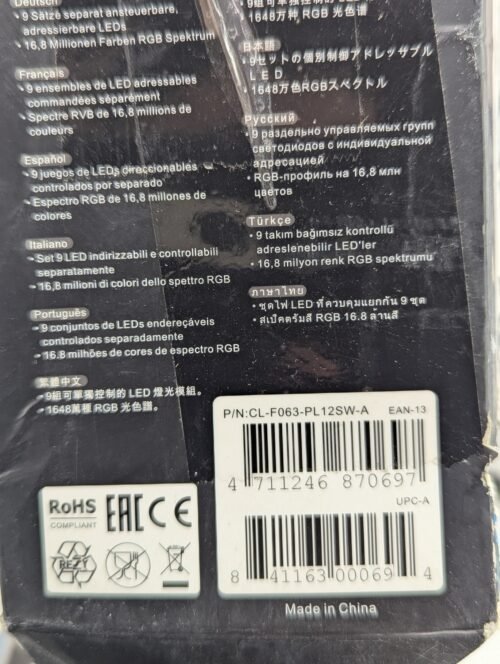 Deutsch
• 9 Sätze separat ansteuerbare,
adressierbare LEDs
• 16,8 Millionen Farben RGB Spektrum
Français
• 9 ensembles de LED adressables
commandées séparément
• Spectre RVB de 16,8 millions de
couleurs
Español
• 9 juegos de LEDs direccionables
controlados por separado
• Espectro RGB de 16,8 millones de
colores
Italiano
• Set 9 LED indirizzabili e controllabili
separatamente
• 16,8 milioni di colori dello spettro RGB
Português
• 9 conjuntos de LEDs endereçáveis
controlados separadamente
• 16.8 milhões de cores de espectro RGB
繁體中文
• 9組可單獨控制的 LED 燈光模組。
• 1648萬種 RGB 光色譜。
1648万种 RGB 光色谱
日本語
• 9セットの個別制御アドレッサブル
LED
• 1648万色RGBスペクトル
Русский
• 9 раздельно управляемых групп
светодиодов с индивидуальной
адресацией
• RGB-профиль на 16,8 млн
цветов
Türkçe
• 9 takım bağımsız kontrollü
adreslenebilir LED'ler
• 16,8 milyon renk RGB spektrumu
ภาษาไทย
• ชุดไฟ LED ที่ควบคุมแยกกัน 9 ชุด
• สเป็คตรัมสี RGB 16.8 ล้านสี
P/N:CL-F063-PL12SW-A EAN-13
4 711246 870697
UPC-A
8 41163 00069 4
RoHS
COMPLIANT
EAC CE
REZY
Made in China